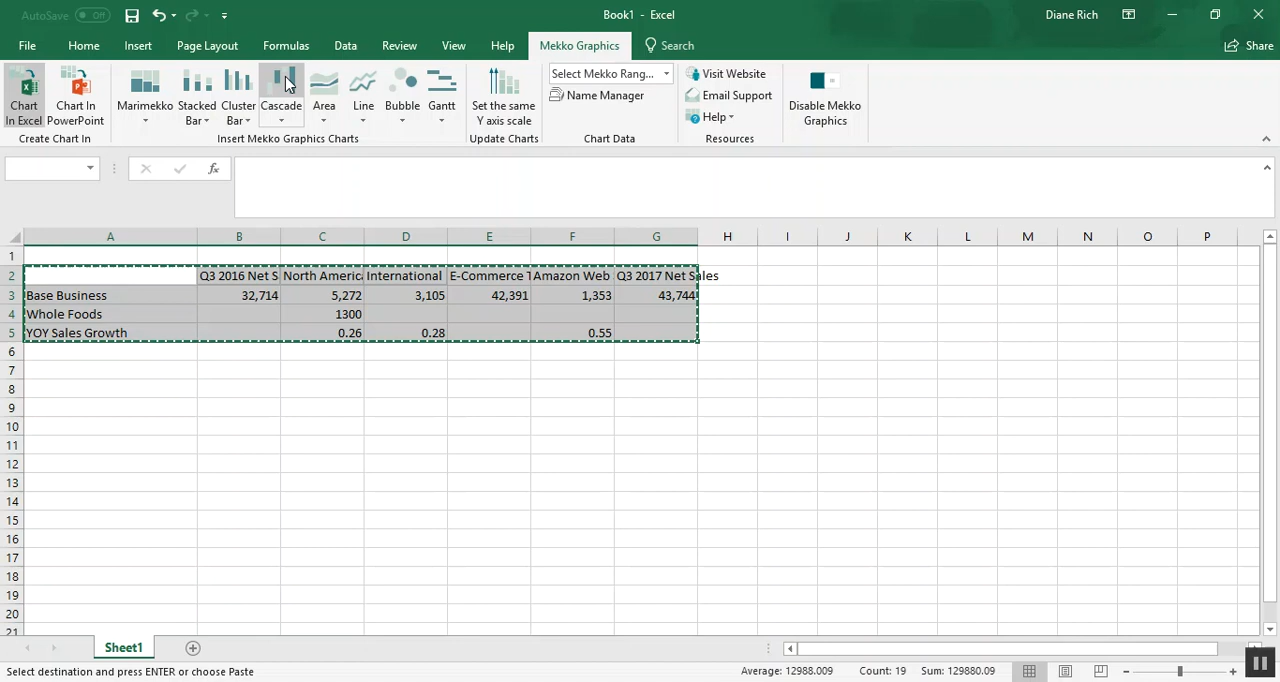 AutoSave Off
Book1 - Excel
Diane Rich
File Home Insert Page Layout Formulas Data Review View Help Mekko Graphics Search Share
Chart In Excel
Chart In PowerPoint
Create Chart In
Marimekko
Stacked Bar
Cluster Bar
Cascade
Area
Line
Bubble
Gantt
Insert Mekko Graphics Charts
Set the same Y axis scale
Update Charts
Select Mekko Rang...
Name Manager
Chart Data
Visit Website
Email Support
Help
Resources
Disable Mekko Graphics
fx
A B C D E F G H I J K L M N O P
1
2 Q3 2016 Net S North America International E-Commerce T Amazon Web Q3 2017 Net Sales
3 Base Business 32,714 5,272 3,105 42,391 1,353 43,744
4 Whole Foods 1300
5 YOY Sales Growth 0.26 0.28 0.55
6
7
8
9
10
11
12
13
14
15
16
17
18
19
20
21
Sheet1
Select destination and press ENTER or choose Paste
Average: 12988.009 Count: 19 Sum: 129880.09